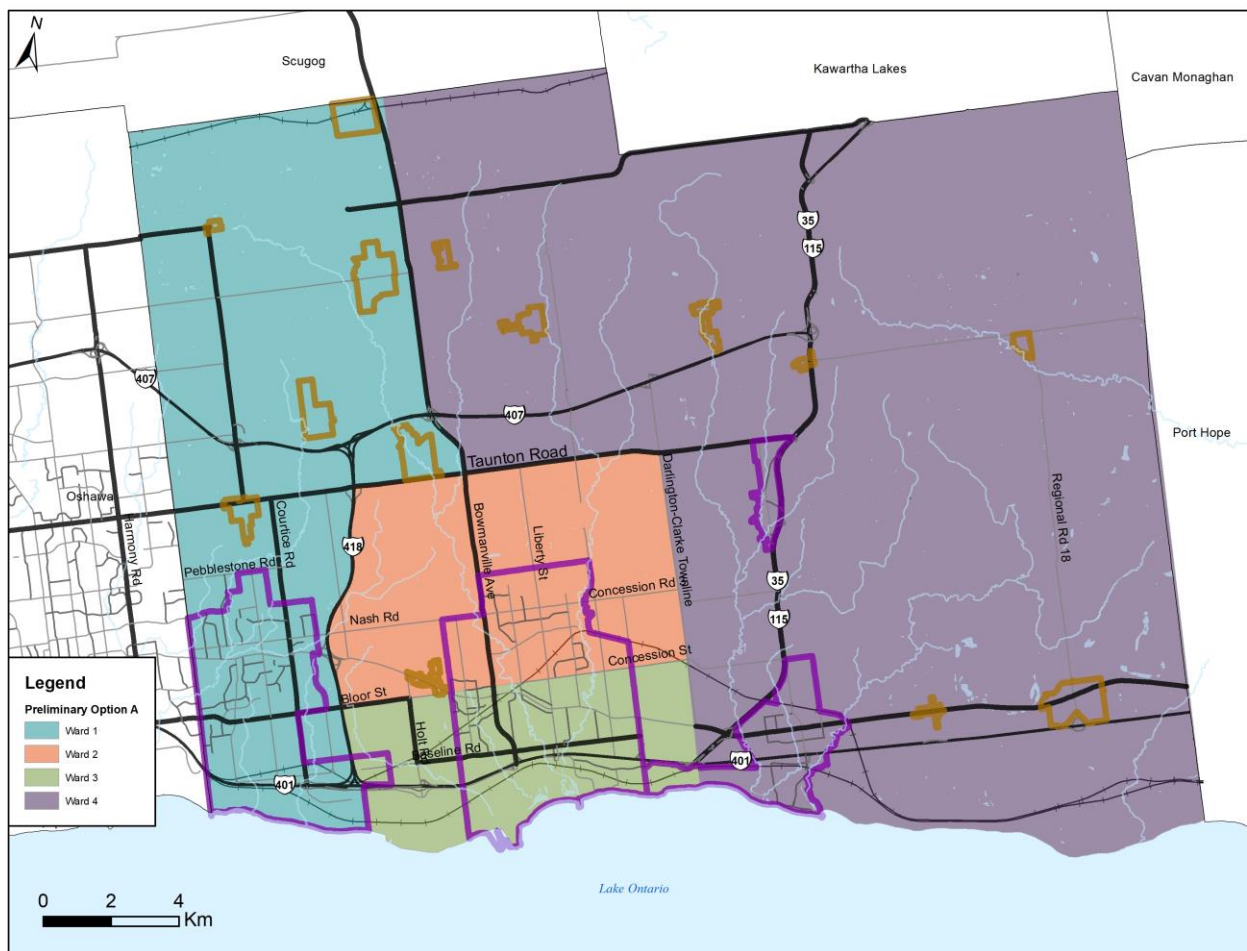 N
Scugog
Kawartha Lakes
Cavan Monaghan
35
115
407
407
Port Hope
Taunton Road
Oshawa
Harmony Rd
Courtice Rd
418
Bowmanville Ave
Liberty St
Darlington-Clarke Townline
Regional Rd 18
Pebblestone Rd
35
Concession Rd
115
Nash Rd
Concession St
Bloor St
Holt
Baseline Rd
401
401
Legend
Preliminary Option A
Ward 1
Ward 2
Ward 3
Ward 4
Lake Ontario
0 2 4
Km